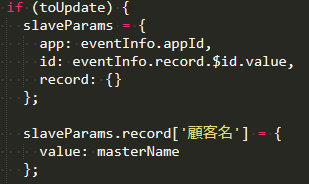 if (toUpdate) {
slaveParams = {
app: eventInfo.appId,
id: eventInfo.record.$id.value,
record: {}
};
slaveParams.record['顧客名'] = {
value: masterName
};